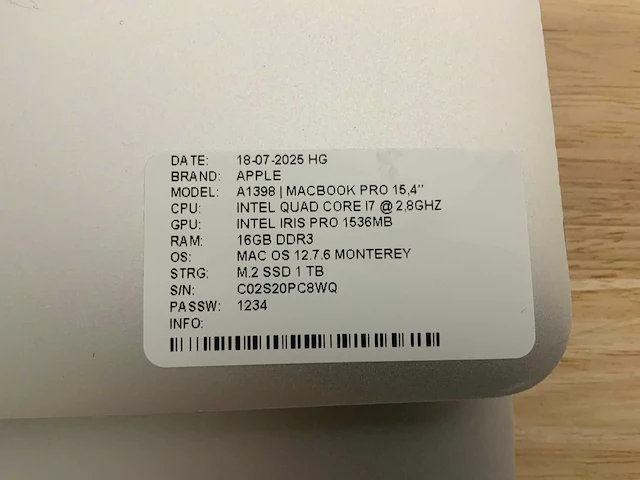 DATE: 18-07-2025 HG
BRAND: APPLE
MODEL: A1398 | MACBOOK PRO 15,4''
CPU: INTEL QUAD CORE I7 @ 2,8GHZ
GPU: INTEL IRIS PRO 1536MB
RAM: 16GB DDR3
OS: MAC OS 12.7.6 MONTEREY
STRG: M.2 SSD 1 TB
S/N: C02S20PC8WQ
PASSW: 1234
INFO: